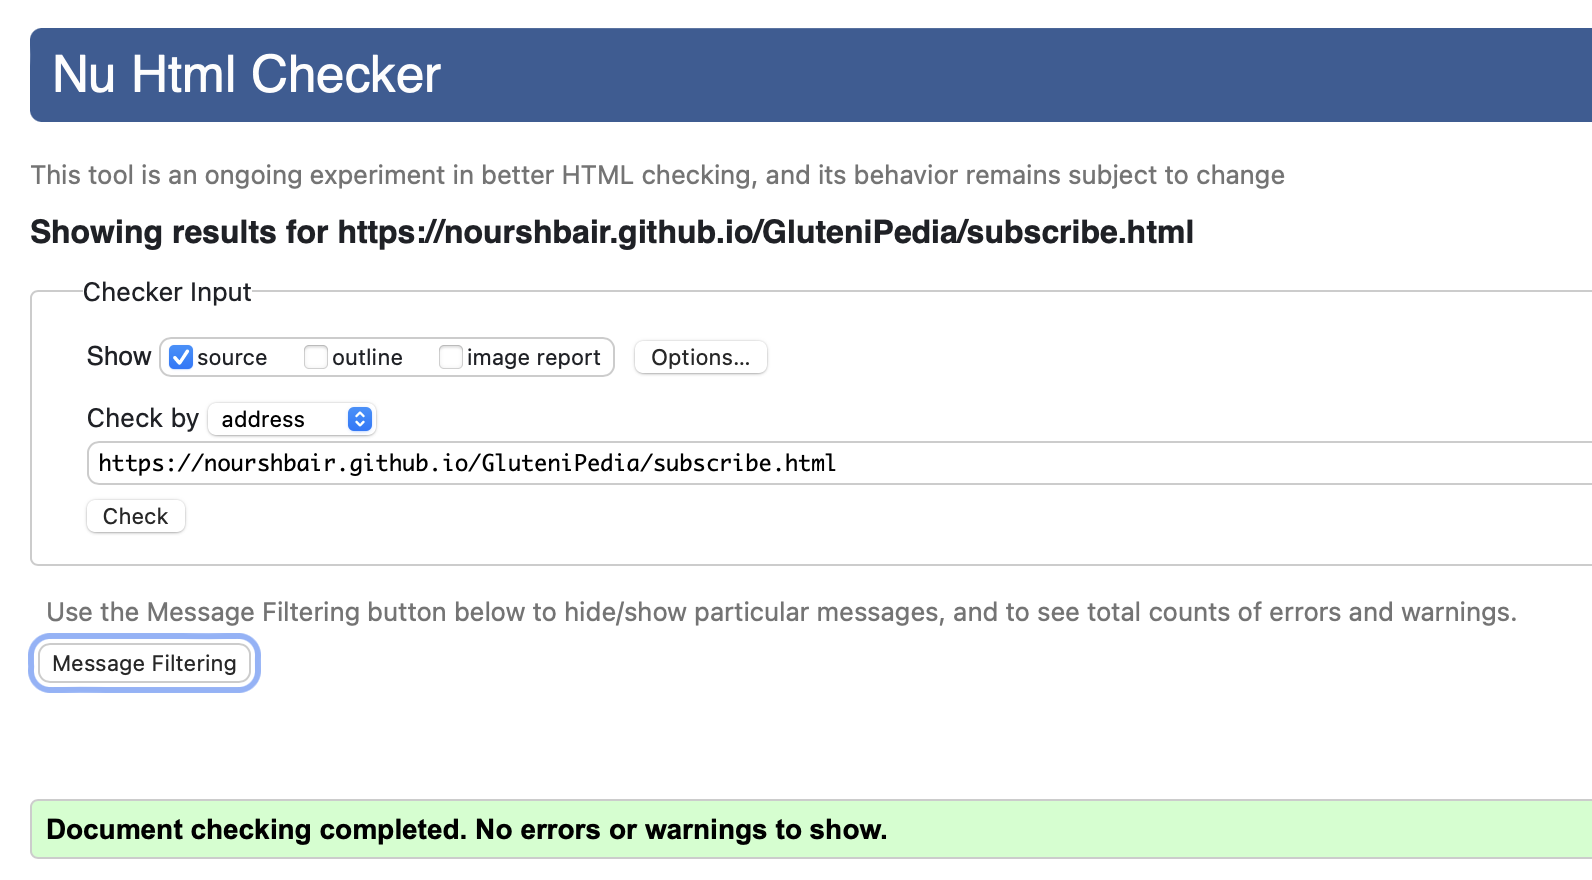 Nu Html Checker
This tool is an ongoing experiment in better HTML checking, and its behavior remains subject to change
Showing results for https://nourshbair.github.io/GluteniPedia/subscribe.html
Checker Input
Show source outline image report Options...
Check by address
https://nourshbair.github.io/GluteniPedia/subscribe.html
Check
Use the Message Filtering button below to hide/show particular messages, and to see total counts of errors and warnings.
Message Filtering
Document checking completed. No errors or warnings to show.